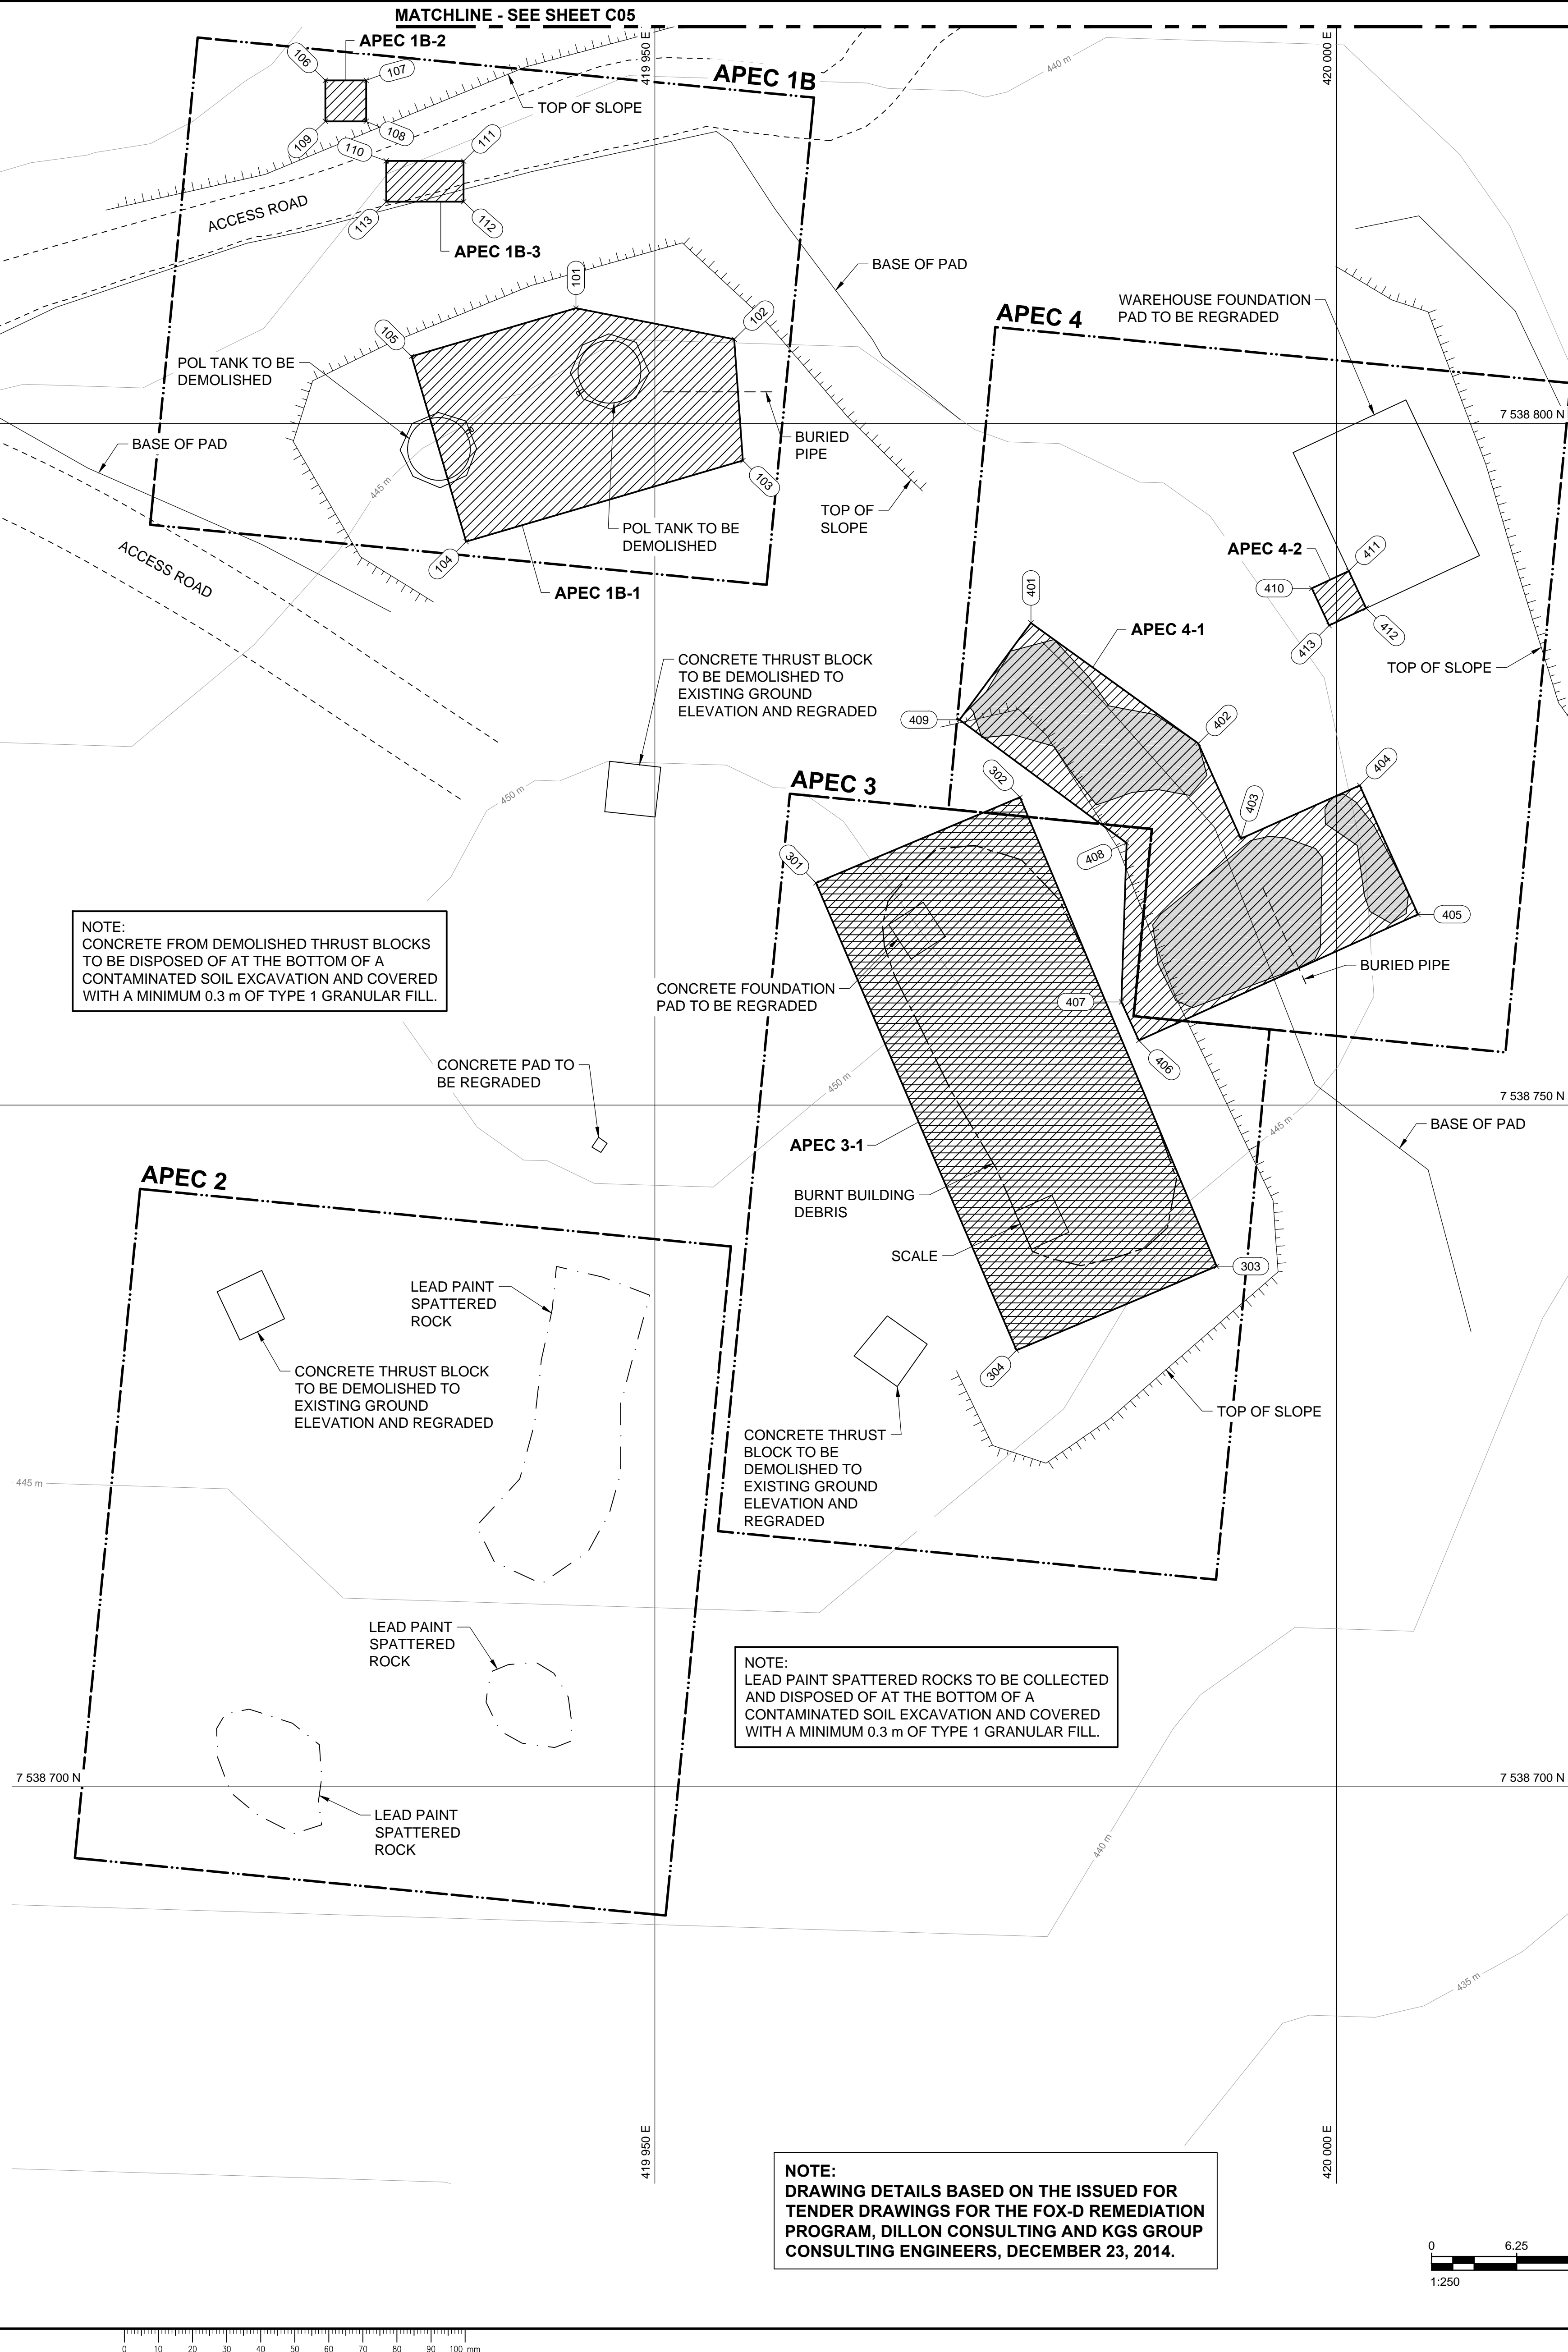 MATCHLINE - SEE SHEET C05
APEC 1B-2
106
107
419 950 E
APEC 1B
440 m
420 000 E
TOP OF SLOPE
109
108
110
111
ACCESS ROAD
113
112
APEC 1B-3
101
BASE OF PAD
102
105
APEC 4
WAREHOUSE FOUNDATION
PAD TO BE REGRADED
POL TANK TO BE
DEMOLISHED
7 538 800 N
BASE OF PAD
BURIED
PIPE
445 m
103
TOP OF
SLOPE
POL TANK TO BE
DEMOLISHED
104
ACCESS ROAD
APEC 1B-1
APEC 4-2
411
410
412
413
401
APEC 4-1
TOP OF SLOPE
CONCRETE THRUST BLOCK
TO BE DEMOLISHED TO
EXISTING GROUND
ELEVATION AND REGRADED
409
402
404
450 m
APEC 3
302
403
301
408
405
NOTE:
CONCRETE FROM DEMOLISHED THRUST BLOCKS
TO BE DISPOSED OF AT THE BOTTOM OF A
CONTAMINATED SOIL EXCAVATION AND COVERED
WITH A MINIMUM 0.3 m OF TYPE 1 GRANULAR FILL.
CONCRETE FOUNDATION
PAD TO BE REGRADED
407
BURIED PIPE
406
CONCRETE PAD TO
BE REGRADED
450 m
7 538 750 N
445 m
BASE OF PAD
APEC 3-1
APEC 2
BURNT BUILDING
DEBRIS
SCALE
303
LEAD PAINT
SPATTERED
ROCK
CONCRETE THRUST BLOCK
TO BE DEMOLISHED TO
EXISTING GROUND
ELEVATION AND REGRADED
304
TOP OF SLOPE
CONCRETE THRUST
BLOCK TO BE
DEMOLISHED TO
EXISTING GROUND
ELEVATION AND
REGRADED
445 m
LEAD PAINT
SPATTERED
ROCK
NOTE:
LEAD PAINT SPATTERED ROCKS TO BE COLLECTED
AND DISPOSED OF AT THE BOTTOM OF A
CONTAMINATED SOIL EXCAVATION AND COVERED
WITH A MINIMUM 0.3 m OF TYPE 1 GRANULAR FILL.
7 538 700 N
7 538 700 N
LEAD PAINT
SPATTERED
ROCK
440 m
435 m
419 950 E
420 000 E
NOTE:
DRAWING DETAILS BASED ON THE ISSUED FOR
TENDER DRAWINGS FOR THE FOX-D REMEDIATION
PROGRAM, DILLON CONSULTING AND KGS GROUP
CONSULTING ENGINEERS, DECEMBER 23, 2014.
0 6.25
1:250
0 10 20 30 40 50 60 70 80 90 100 mm